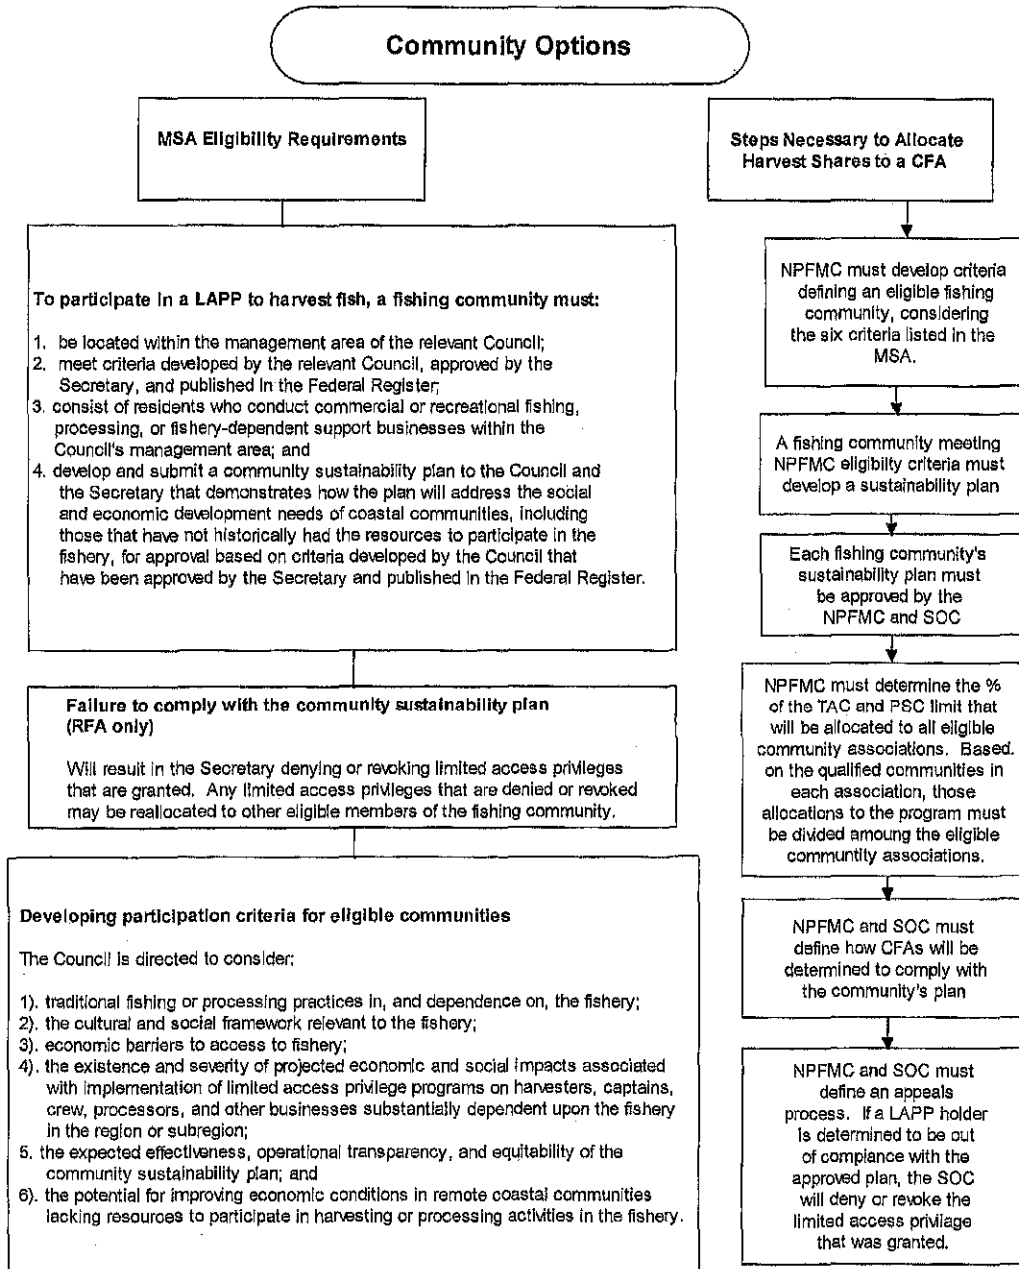 Community Options
MSA Eligibility Requirements
To participate in a LAPP to harvest fish, a fishing community must:
1. be located within the management area of the relevant Council;
2. meet criteria developed by the relevant Council, approved by the
Secretary, and published in the Federal Register;
3. consist of residents who conduct commercial or recreational fishing,
processing, or fishery-dependent support businesses within the
Council's management area; and
4. develop and submit a community sustainability plan to the Council and
the Secretary that demonstrates how the plan will address the social
and economic development needs of coastal communities, including
those that have not historically had the resources to participate in the
fishery, for approval based on criteria developed by the Council that
have been approved by the Secretary and published in the Federal Register.
Failure to comply with the community sustainability plan
(RFA only)
Will result in the Secretary denying or revoking limited access privileges
that are granted. Any limited access privileges that are denied or revoked
may be reallocated to other eligible members of the fishing community.
Developing participation criteria for eligible communities
The Council is directed to consider:
1). traditional fishing or processing practices in, and dependence on, the fishery;
2). the cultural and social framework relevant to the fishery;
3). economic barriers to access to fishery;
4). the existence and severity of projected economic and social impacts associated
with implementation of limited access privilege programs on harvesters, captains,
crew, processors, and other businesses substantially dependent upon the fishery
in the region or subregion;
5. the expected effectiveness, operational transparency, and equitability of the
community sustainability plan; and
6). the potential for improving economic conditions in remote coastal communities
lacking resources to participate in harvesting or processing activities in the fishery.
Steps Necessary to Allocate
Harvest Shares to a CFA
NPFMC must develop criteria
defining an eligible fishing
community, considering
the six criteria listed in the
MSA.
A fishing community meeting
NPFMC eligibilty criteria must
develop a sustainability plan
Each fishing community's
sustainability plan must
be approved by the
NPFMC and SOC
NPFMC must determine the %
of the TAC and PSC limit that
will be allocated to all eligible
community associations. Based
on the qualified communities in
each association, those
allocations to the program must
be divided amoung the eligible
communtity associations.
NPFMC and SOC must
define how CFAs will be
determined to comply with
the community's plan
NPFMC and SOC must
define an appeals
process. If a LAPP holder
is determined to be out
of compiance with the
approved plan, the SOC
will deny or revoke the
limited access privilage
that was granted.